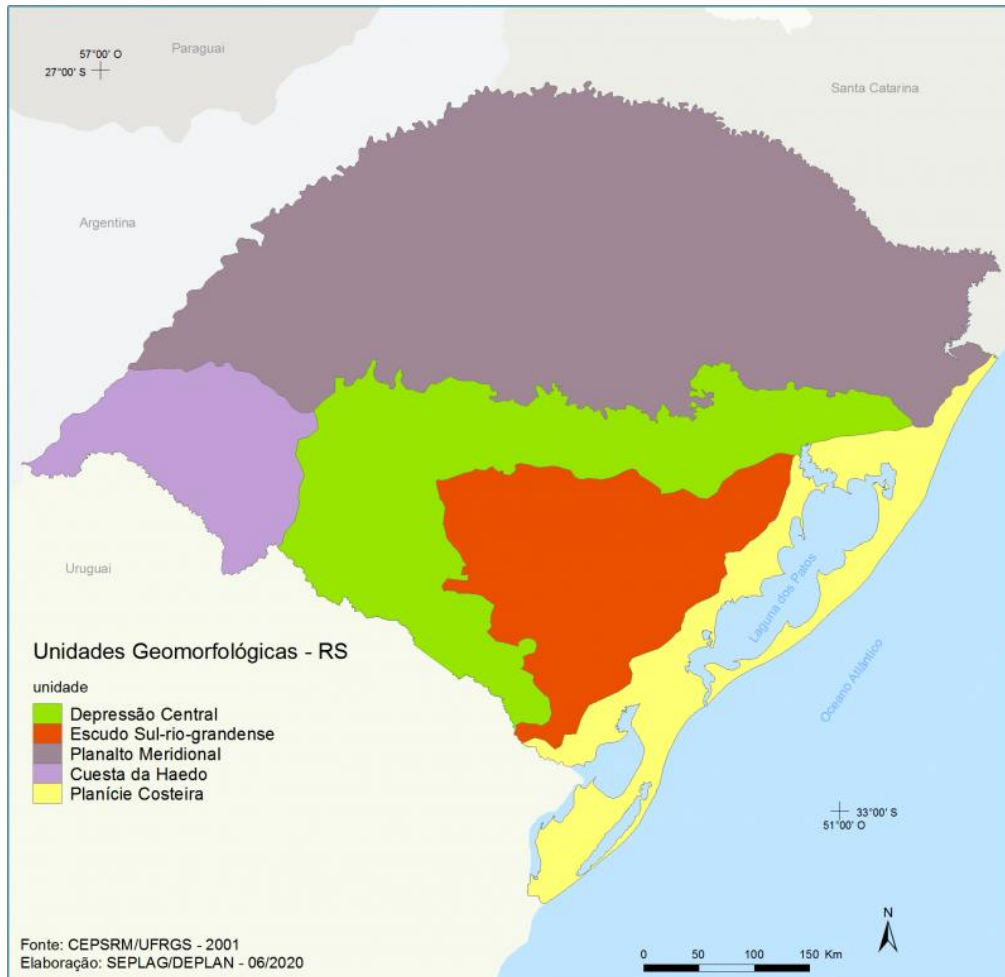 Paraguai
57°00' O
27°00' S
Santa Catarina
Argentina
Uruguai
Laguna dos Patos
Oceano Atlântico
Unidades Geomorfológicas - RS
unidade
Depressão Central
Escudo Sul-rio-grandense
Planalto Meridional
Cuesta da Haedo
Planície Costeira
33°00' S
51°00' O
N
Fonte: CEPSRM/UFRGS - 2001
Elaboração: SEPLAG/DEPLAN - 06/2020
0 50 100 150 Km